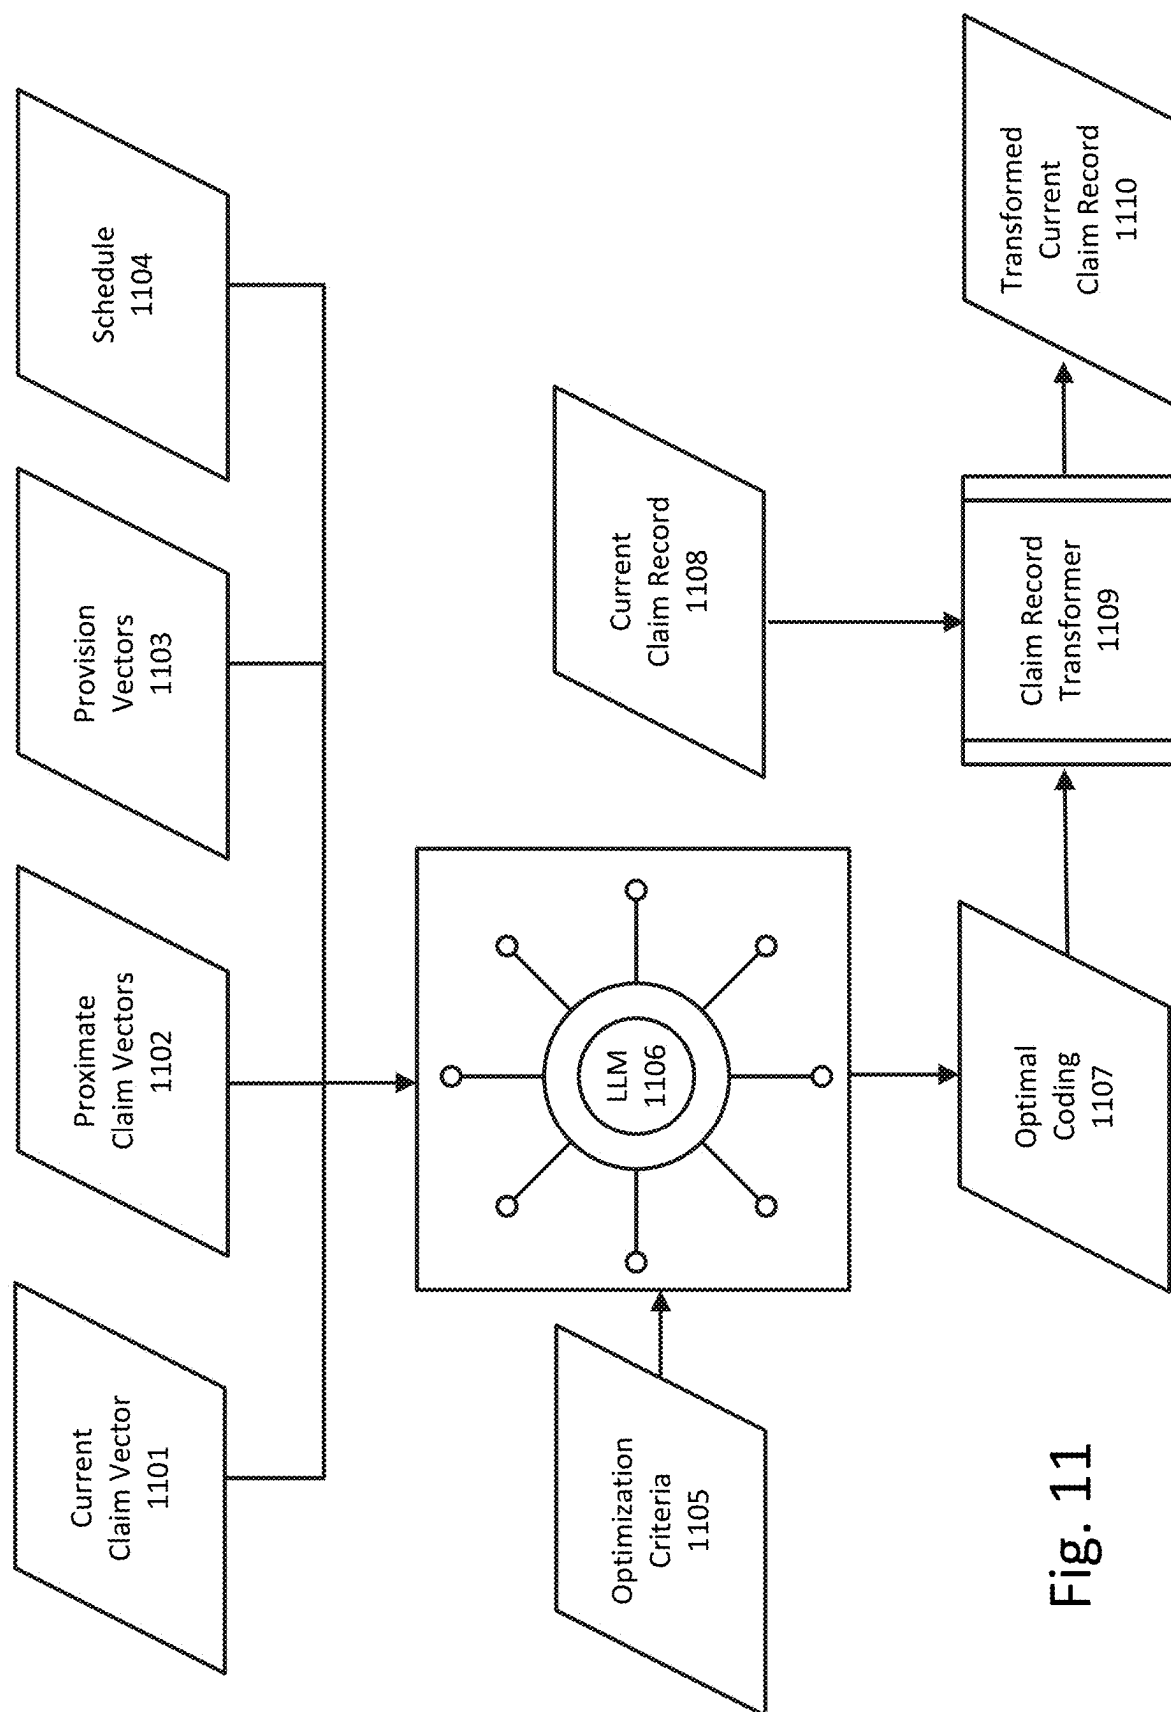 Current
Claim Vector
1101
Proximate
Claim Vectors
1102
Provision
Vectors
1103
Schedule
1104
Optimization
Criteria
1105
LLM
1106
Current
Claim Record
1108
Optimal
Coding
1107
Claim Record
Transformer
1109
Transformed
Current
Claim Record
1110
Fig. 11